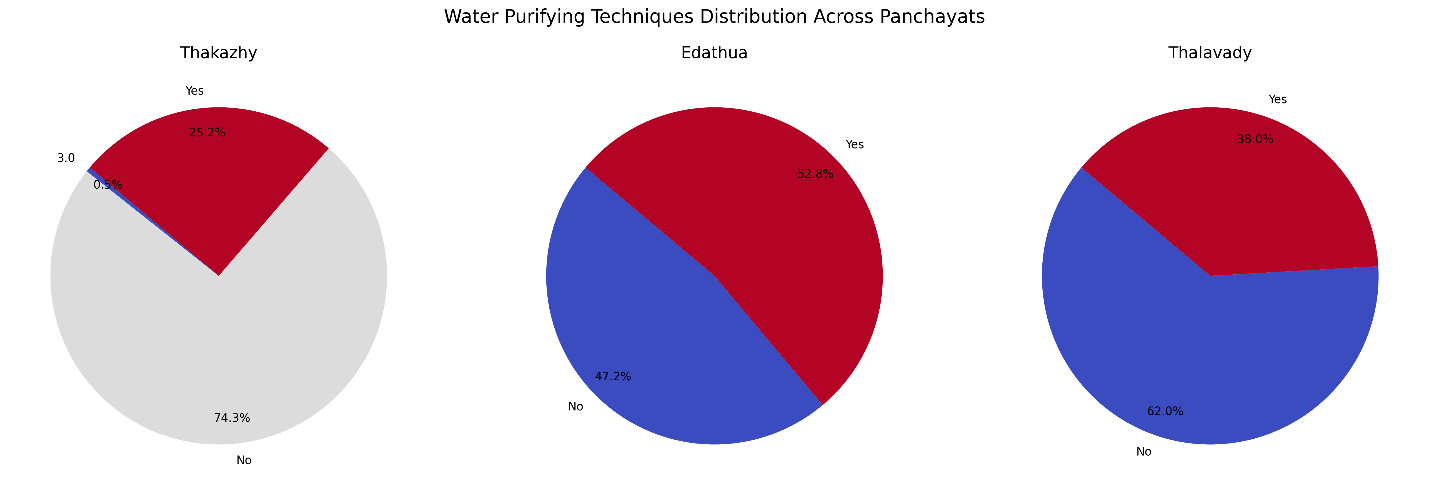 Water Purifying Techniques Distribution Across Panchayats
Thakazhy
Yes
25.2%
3.0
0.5%
74.3%
No
Edathua
Yes
52.8%
47.2%
No
Thalavady
Yes
38.0%
62.0%
No